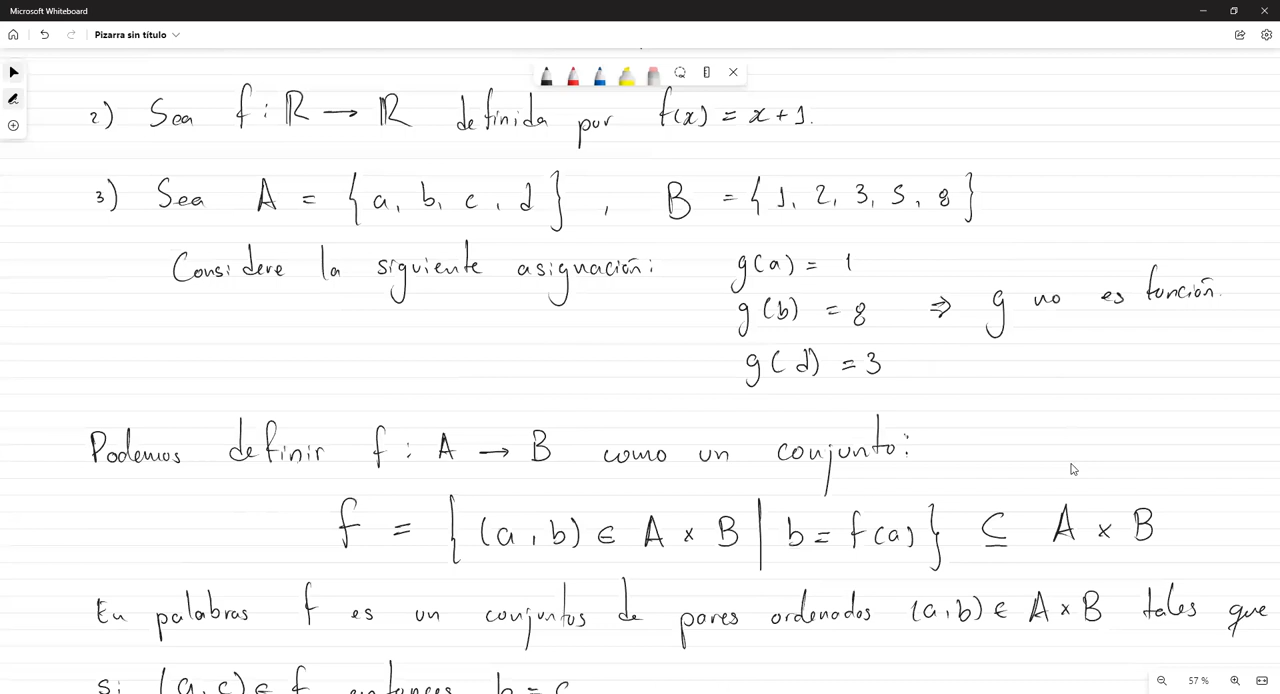 Microsoft Whiteboard
Pizarra sin título
2) Sea f : ℝ → ℝ definida por f(x) = x + 1.
3) Sea A = { a, b, c, d } , B = { 1, 2, 3, 5, 8 }
Considere la siguiente asignación: g(a) = 1
g(b) = 8 ⇒ g no es función.
g(d) = 3
Podemos definir f : A → B como un conjunto:
f = { (a, b) ∈ A × B | b = f(a) } ⊆ A × B
En palabras f es un conjuntos de pares ordenados (a, b) ∈ A × B tales que
si (a, c) ∈ f entonces b = c
57 %